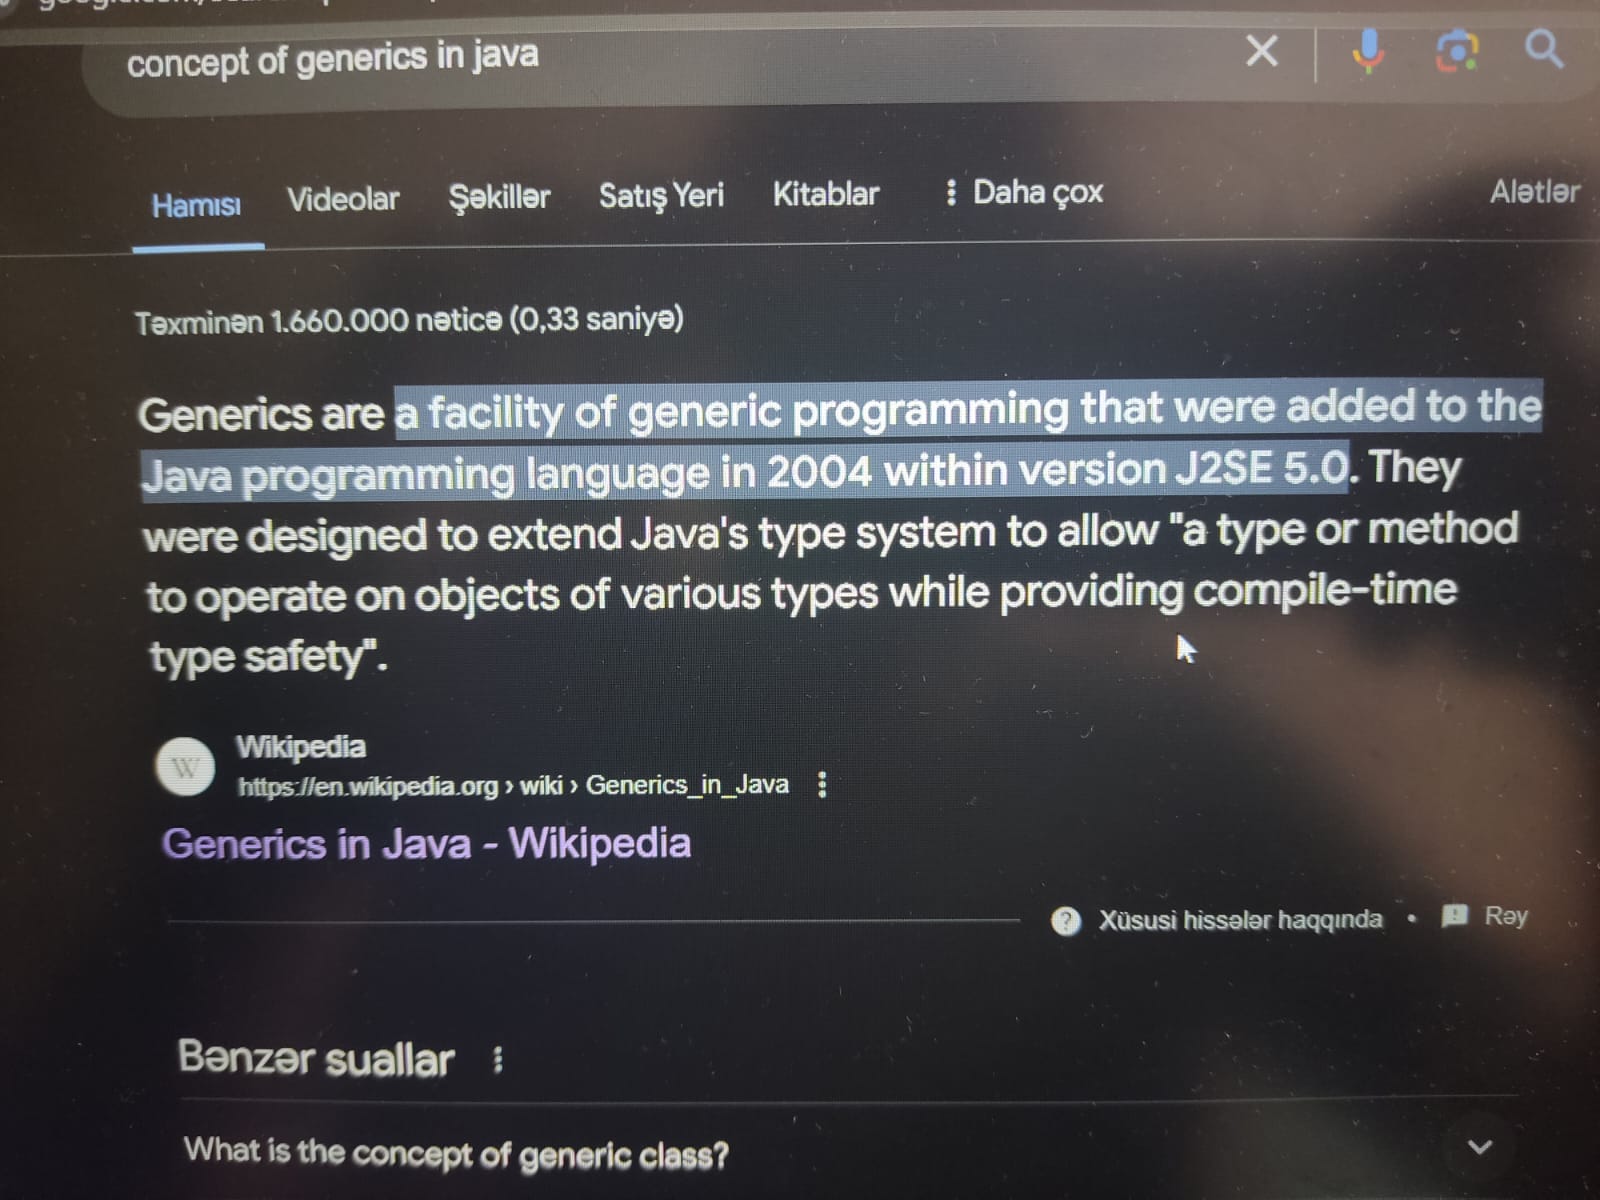 concept of generics in java
Hamısı Videolar Şəkillər Satış Yeri Kitablar Daha çox Alətlər
Təxminən 1.660.000 nəticə (0,33 saniyə)
Generics are a facility of generic programming that were added to the
Java programming language in 2004 within version J2SE 5.0. They
were designed to extend Java's type system to allow "a type or method
to operate on objects of various types while providing compile-time
type safety".
W
Wikipedia
https://en.wikipedia.org › wiki › Generics_in_Java
Generics in Java - Wikipedia
Xüsusi hissələr haqqında • Rəy
Bənzər suallar
What is the concept of generic class?